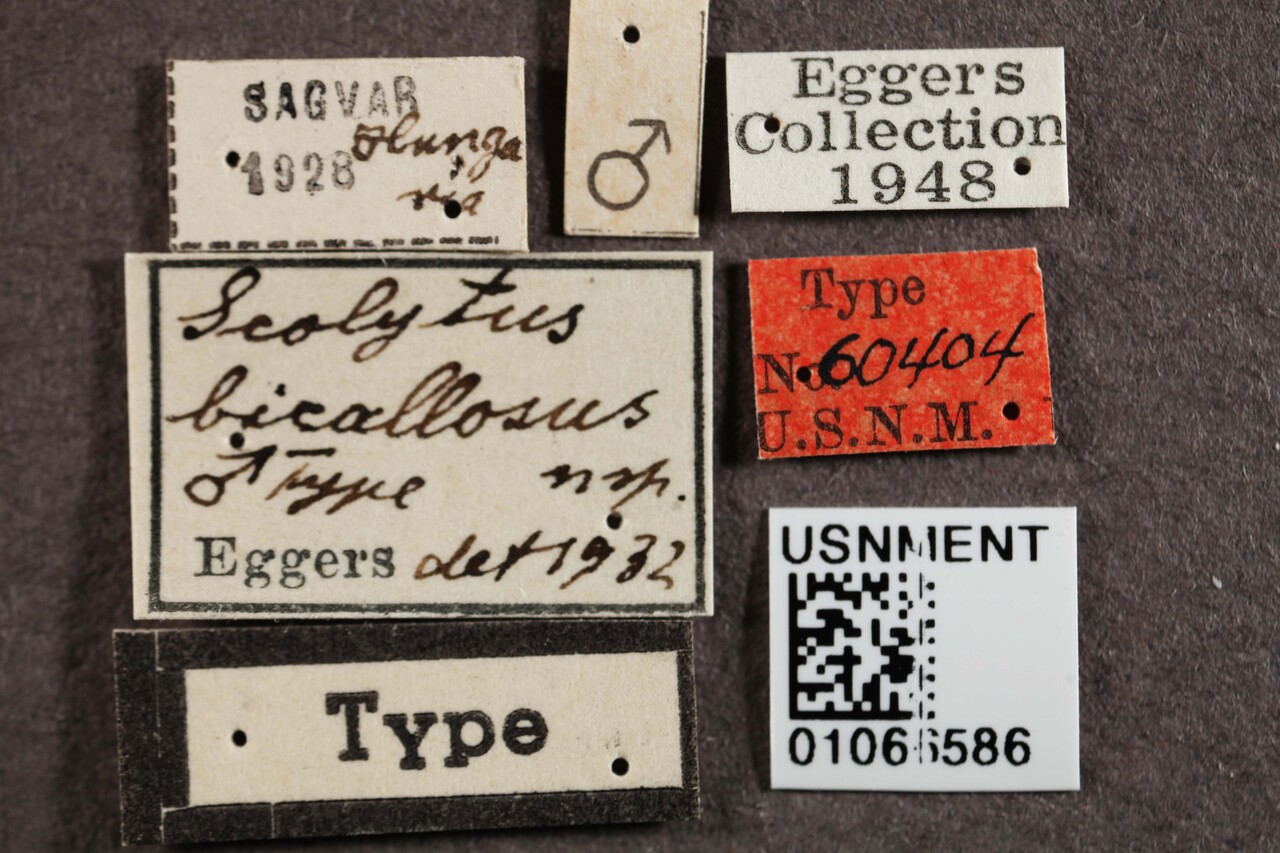 SAGVAR
1928 Hunga
ria
♂
Eggers
Collection
1948
Scolytus
bicallosus
♂ Type n.sp.
Eggers det 1932
Type
No. 60404
U.S.N.M.
Type
USNMENT
01066586